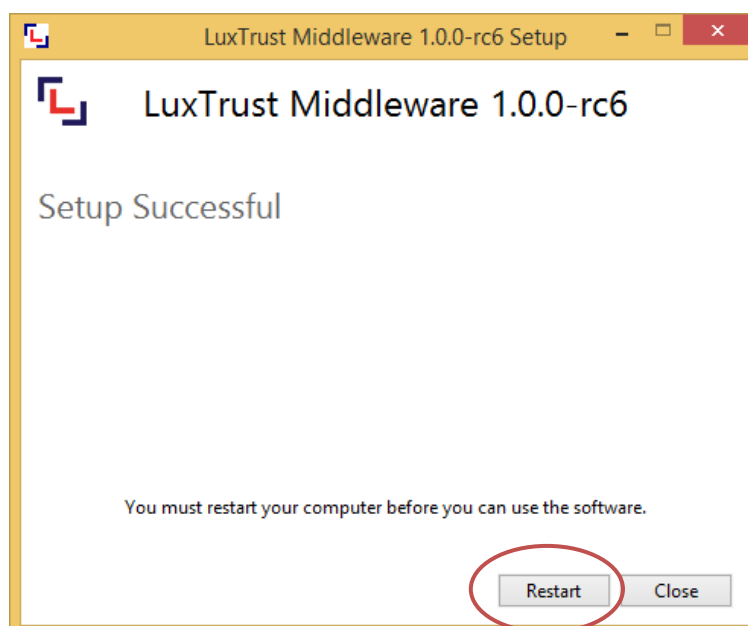 LuxTrust Middleware 1.0.0-rc6 Setup
LuxTrust Middleware 1.0.0-rc6
Setup Successful
You must restart your computer before you can use the software.
Restart Close